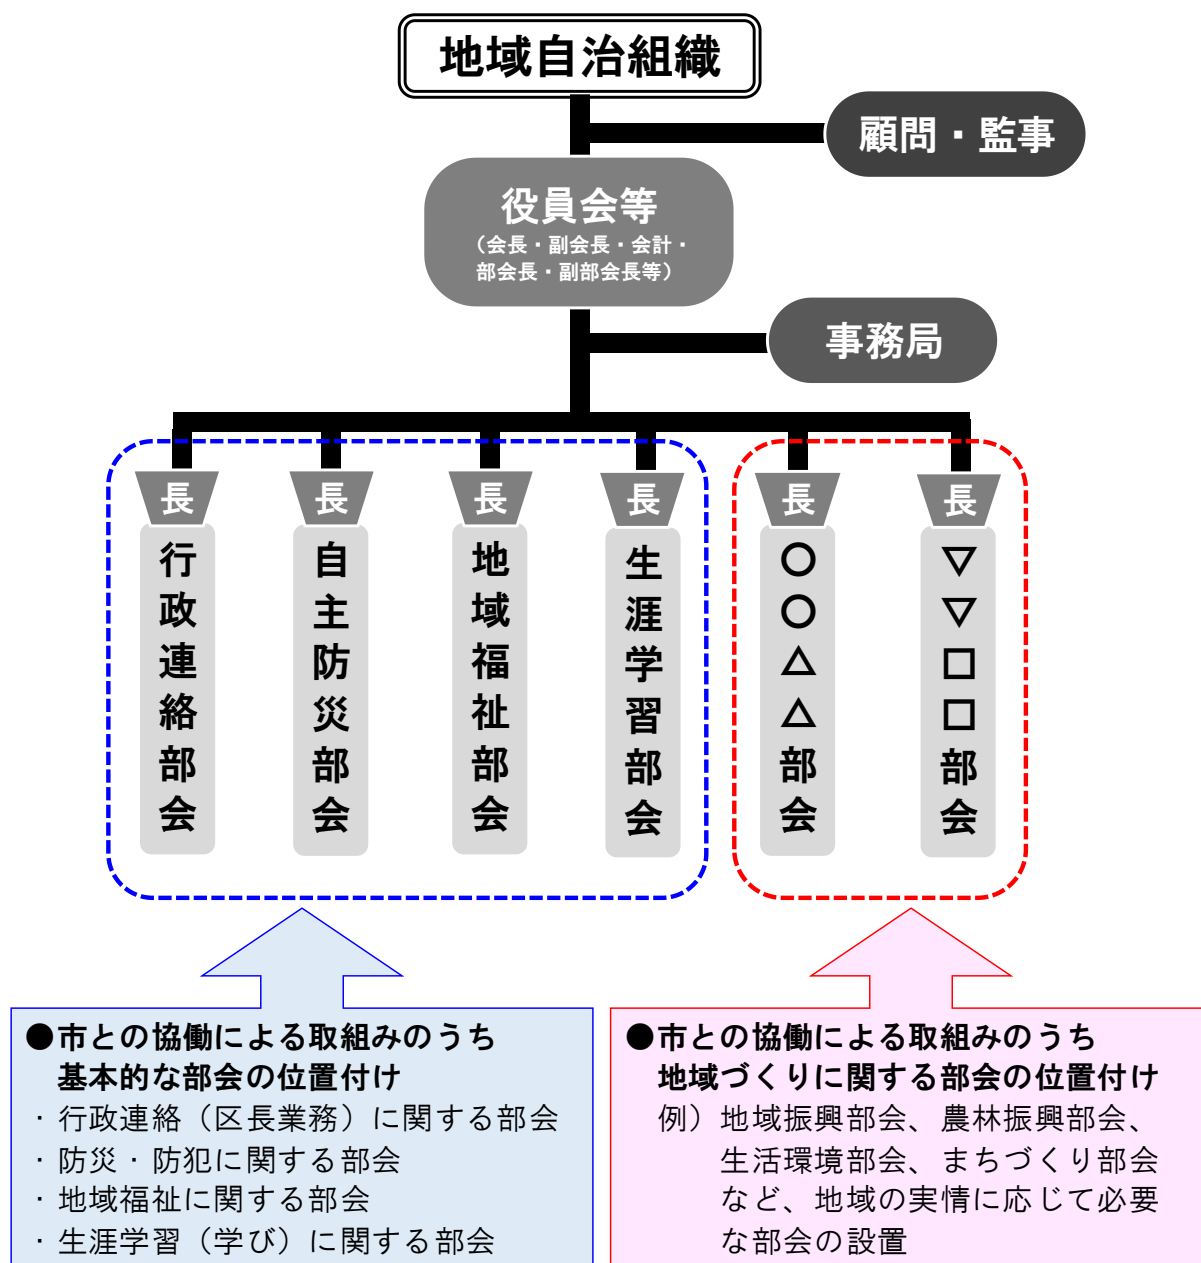 地域自治組織
顧問・監事
役員会等
（会長・副会長・会計・
部会長・副部会長等）
事務局
長
行政連絡部会
長
自主防災部会
長
地域福祉部会
長
生涯学習部会
長
○○△△部会
長
▽▽□□部会
●市との協働による取組みのうち
基本的な部会の位置付け
・行政連絡（区長業務）に関する部会
・防災・防犯に関する部会
・地域福祉に関する部会
・生涯学習（学び）に関する部会
●市との協働による取組みのうち
地域づくりに関する部会の位置付け
例）地域振興部会、農林振興部会、
生活環境部会、まちづくり部会
など、地域の実情に応じて必要
な部会の設置